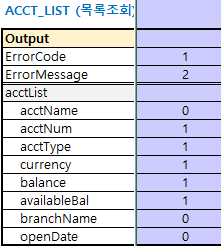 ACCT_LIST (목록조회)
Output
ErrorCode 1
ErrorMessage 2
acctList
acctName 0
acctNum 1
acctType 1
currency 1
balance 1
availableBal 1
branchName 0
openDate 0